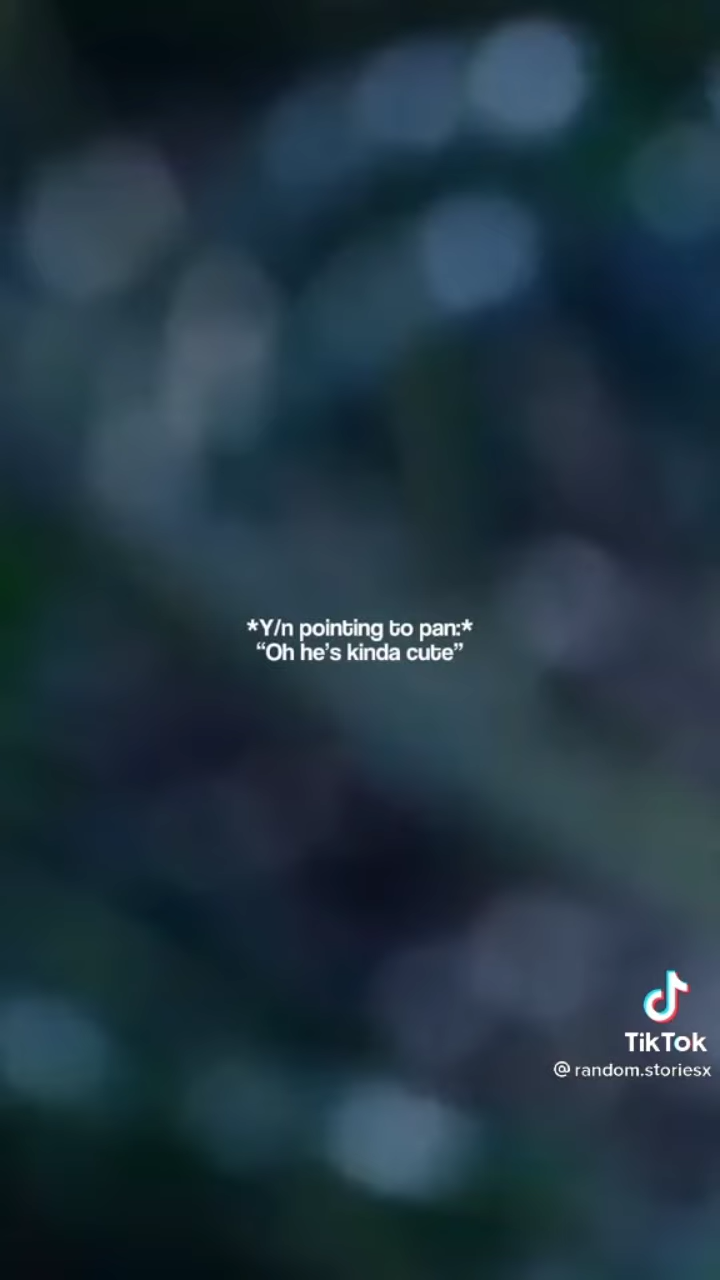 *Y/n pointing to pan:*
“Oh he’s kinda cute”
TikTok
@random.storiesx